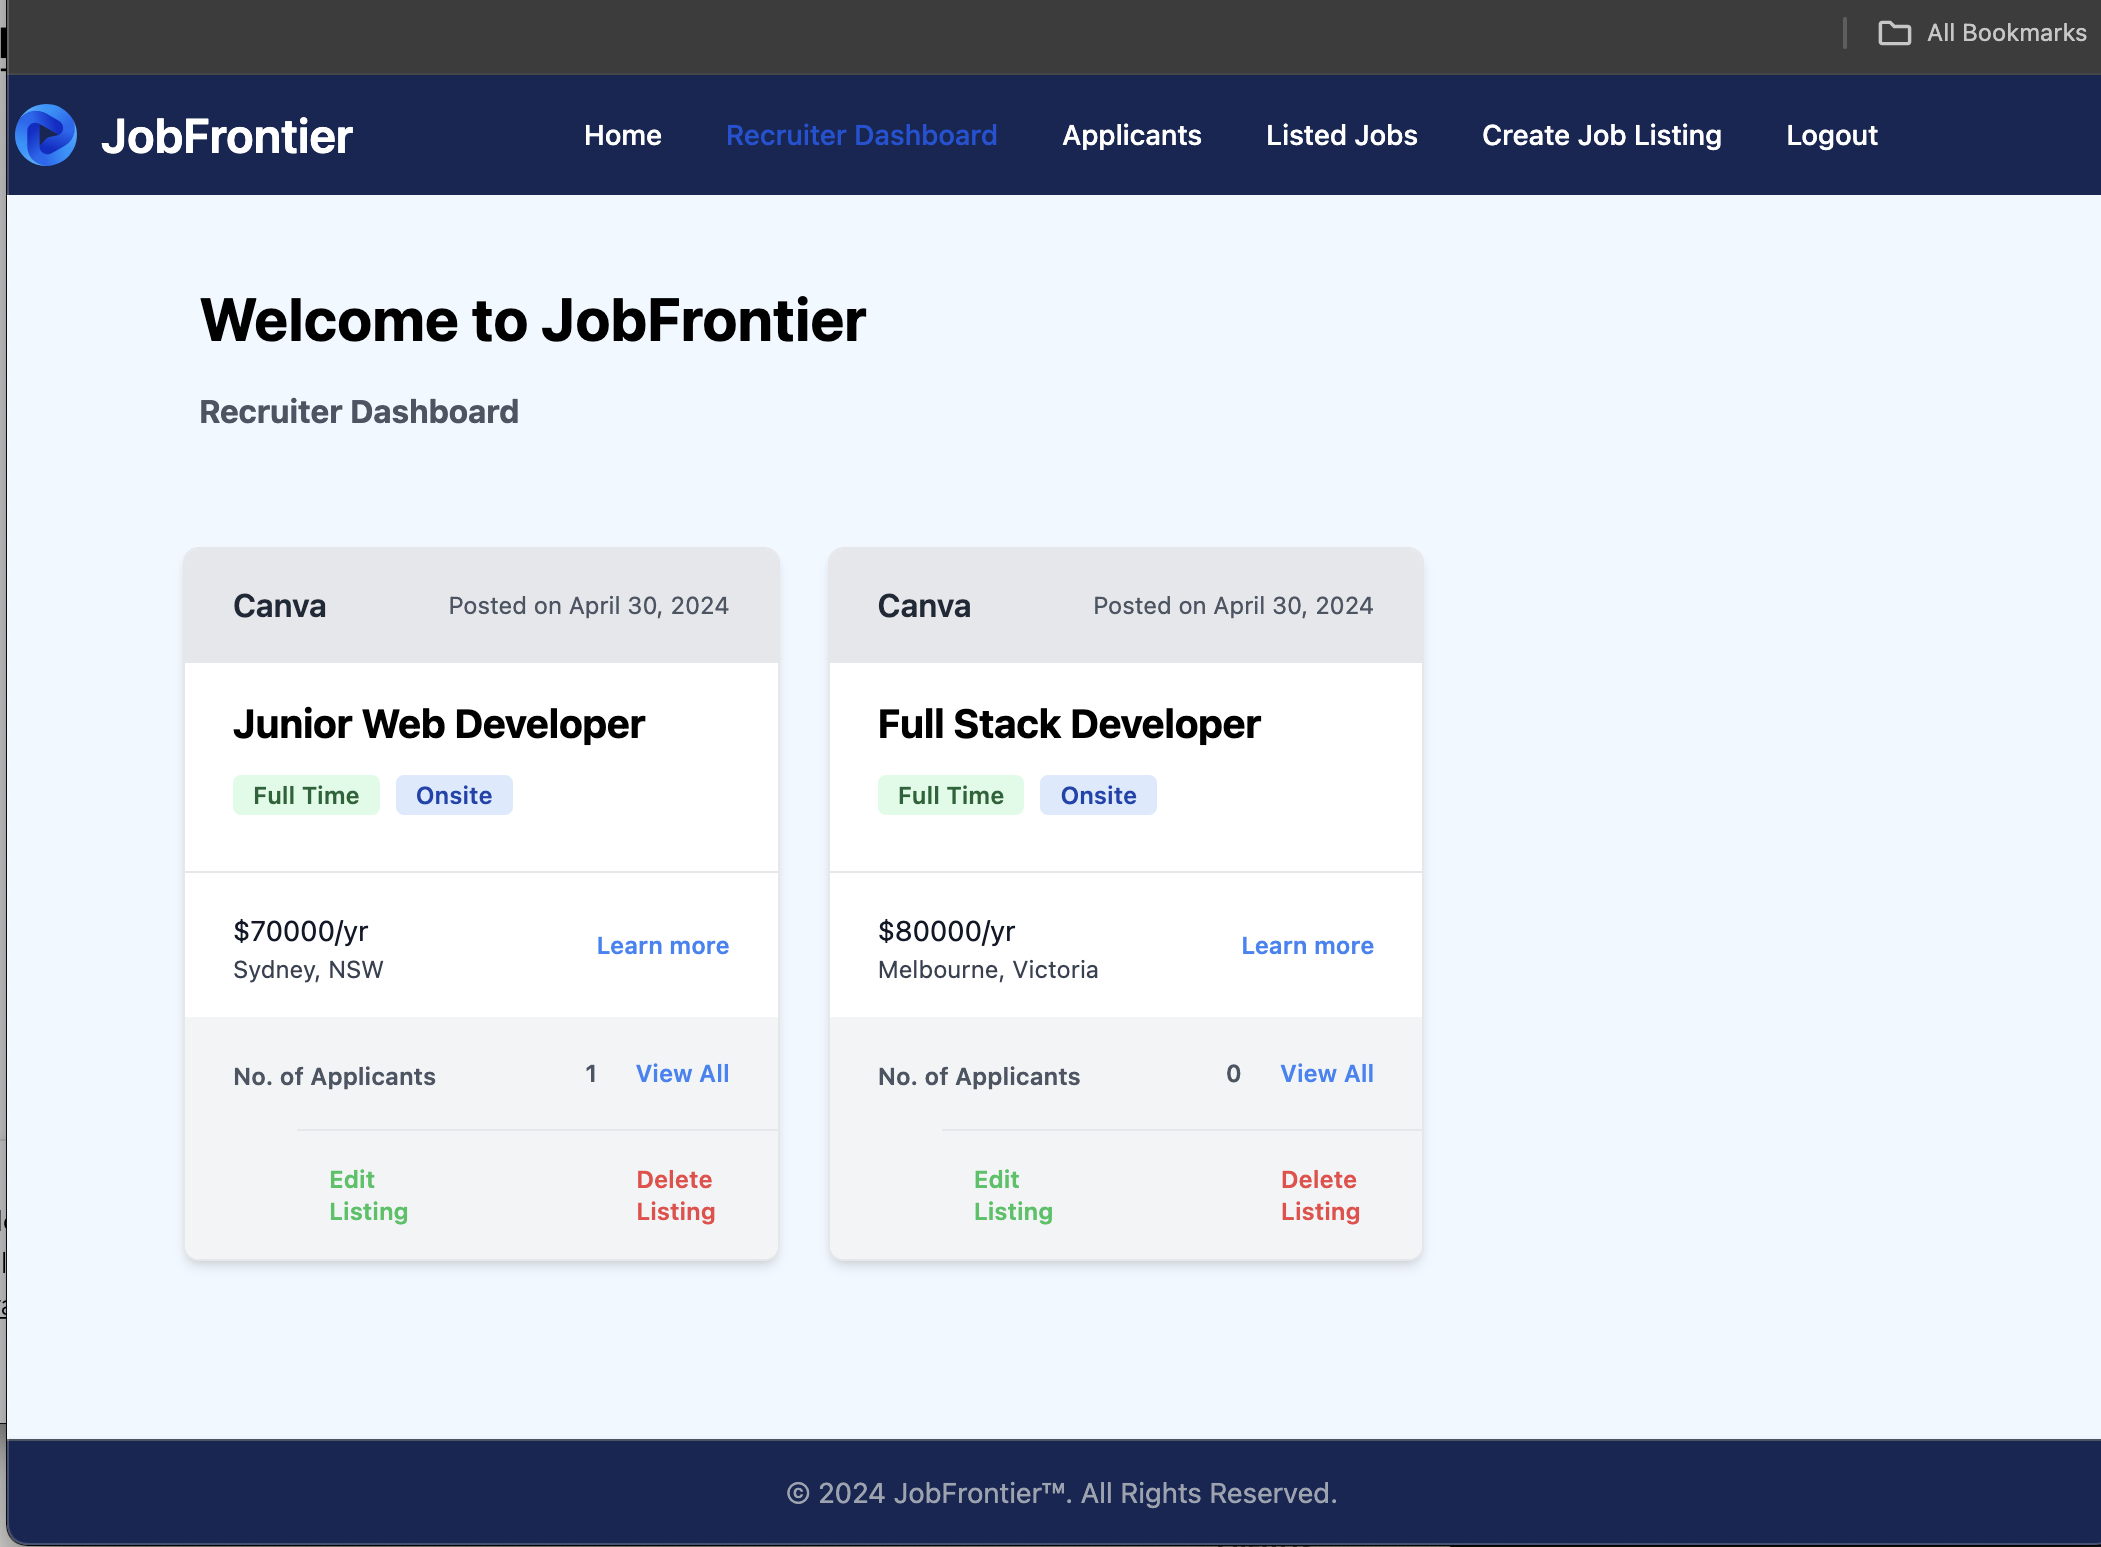 All Bookmarks
JobFrontier Home Recruiter Dashboard Applicants Listed Jobs Create Job Listing Logout
Welcome to JobFrontier
Recruiter Dashboard
Canva Posted on April 30, 2024
Junior Web Developer
Full Time Onsite
$70000/yr
Sydney, NSW
Learn more
No. of Applicants 1 View All
Edit
Listing
Delete
Listing
Canva Posted on April 30, 2024
Full Stack Developer
Full Time Onsite
$80000/yr
Melbourne, Victoria
Learn more
No. of Applicants 0 View All
Edit
Listing
Delete
Listing
© 2024 JobFrontier™. All Rights Reserved.